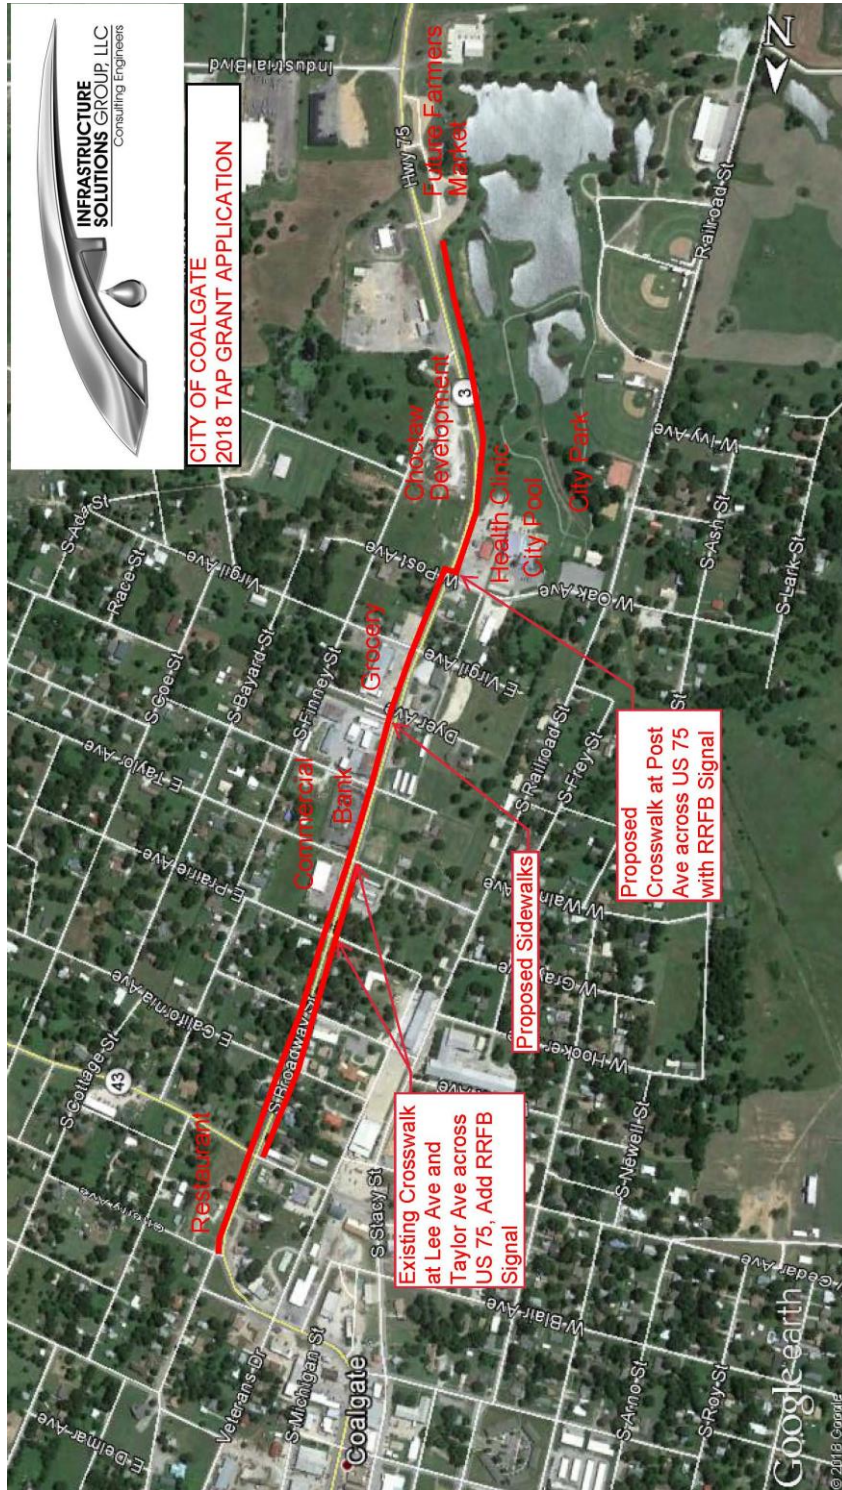 INFRASTRUCTURE
SOLUTIONS GROUP, LLC
Consulting Engineers
CITY OF COALGATE
2018 TAP GRANT APPLICATION
N
Industrial Blvd
Hwy 75
Future Farmers
Market
Railroad St
3
Choctaw
Development
Health Clinic
City Pool
City Park
W Ivy Ave
S Ash St
S Lark St
W Oak Ave
W Post Ave
S Ada St
Virgil Ave
Race St
S Goe St
S Bayard St
S Finney St
Grocery
E Virgil Ave
Dyer Ave
E Taylor Ave
Commercial
Bank
E Prairie Ave
S Railroad St
S Frey St
St
Proposed
Crosswalk at Post
Ave across US 75
with RRFB Signal
Proposed Sidewalks
W Gray
W Hooker
E California Ave
S Cottage St
43
S Broadway St
Restaurant
Existing Crosswalk
at Lee Ave and
Taylor Ave across
US 75, Add RRFB
Signal
S Stacy St
S Newell St
W Blair Ave
Cedar Ave
Veterans Dr
S Michigan St
E Delmar Ave
Coalgate
S Arno St
S Roy St
Google earth
© 2018 Google